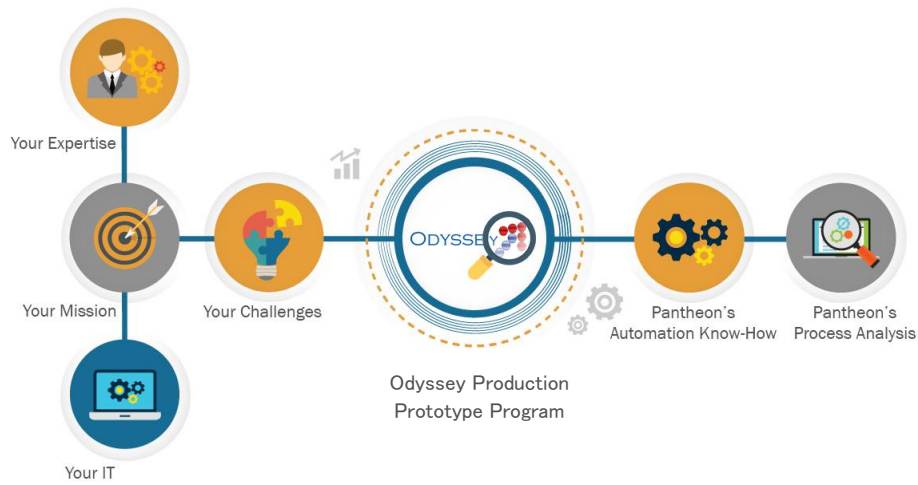 Your Expertise
Your Mission
Your Challenges
Your IT
ODYSSEY
Odyssey Production
Prototype Program
Pantheon's
Automation Know-How
Pantheon's
Process Analysis